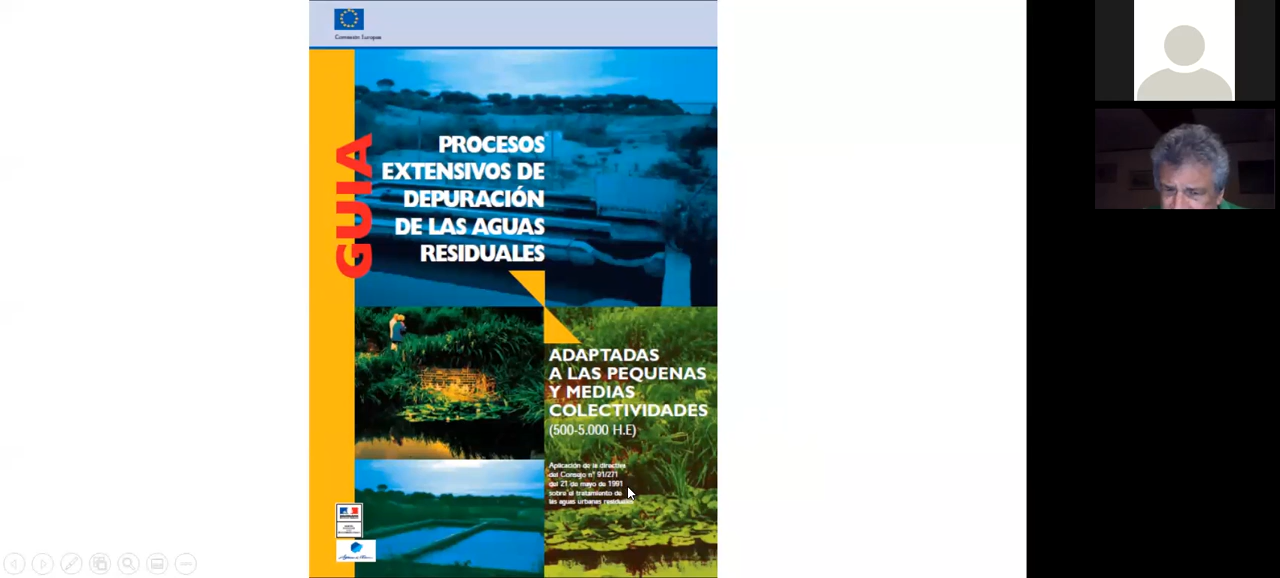 Comisión Europea
GUIA
PROCESOS
EXTENSIVOS DE
DEPURACIÓN
DE LAS AGUAS
RESIDUALES
ADAPTADAS
A LAS PEQUENAS
Y MEDIAS
COLECTIVIDADES
(500-5.000 H.E)
Aplicación de la directiva
del Consejo nº 91/271
del 21 de mayo de 1991
sobre el tratamiento de
las aguas urbanas residuales